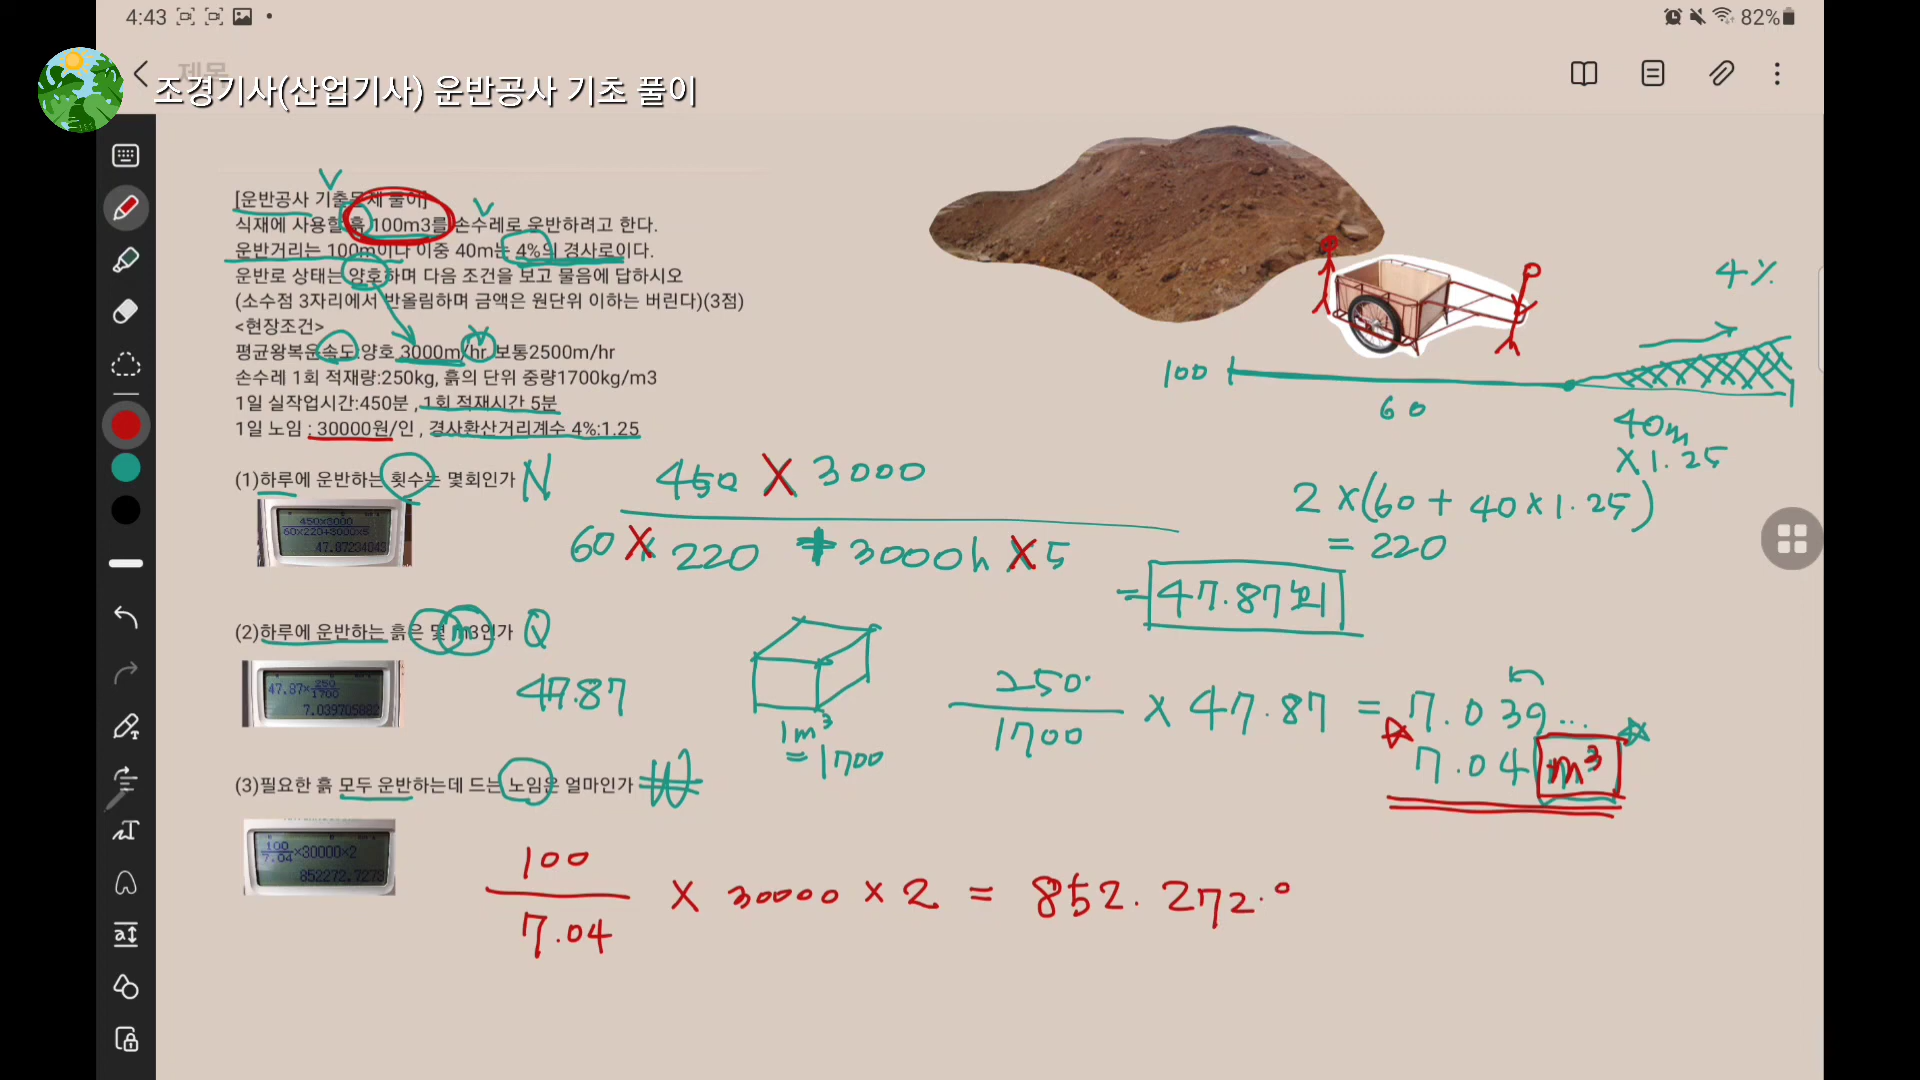 4:43
82%
제목
조경기사(산업기사) 운반공사 기초 풀이
[운반공사 기출문제 풀이]
식재에 사용할 흙 100m3를 손수레로 운반하려고 한다.
운반거리는 100m이나 이중 40m는 4%의 경사로이다.
운반로 상태는 양호하며 다음 조건을 보고 물음에 답하시오
(소수점 3자리에서 반올림하며 금액은 원단위 이하는 버린다)(3점)
<현장조건>
평균왕복운속도:양호 3000m/hr 보통2500m/hr
손수레 1회 적재량:250kg, 흙의 단위 중량1700kg/m3
1일 실작업시간:450분 , 1회 적재시간 5분
1일 노임 : 30000원/인 , 경사환산거리계수 4%:1.25
4%
100
60
40m
X 1.25
(1)하루에 운반하는 횟수는 몇회인가 N
450 X 3000
60 X 220 + 3000h X 5
2 X(60 + 40 x 1.25)
= 220
= 47.87회
450×3000
60×220+3000×5
47.87234043
(2)하루에 운반하는 흙은 몇 m3인가 Q
47.87
1m³
= 1700
250
1700
X 47.87 = 7.039...
7.04 m³
47.87×250
1700
7.039705882
(3)필요한 흙 모두 운반하는데 드는 노임은 얼마인가 ₩
100
7.04
×30000×2
852272.7273
100
7.04
X 30000 x 2 = 852.272.°